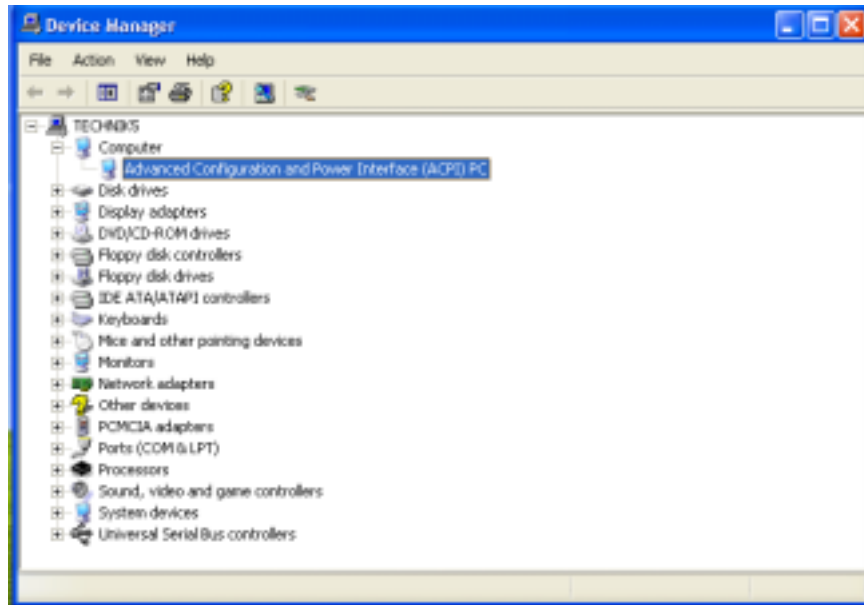 Device Manager
File Action View Help
TECHNIKS
Computer
Advanced Configuration and Power Interface (ACPI) PC
Disk drives
Display adapters
DVD/CD-ROM drives
Floppy disk controllers
Floppy disk drives
IDE ATA/ATAPI controllers
Keyboards
Mice and other pointing devices
Monitors
Network adapters
Other devices
PCMCIA adapters
Ports (COM & LPT)
Processors
Sound, video and game controllers
System devices
Universal Serial Bus controllers